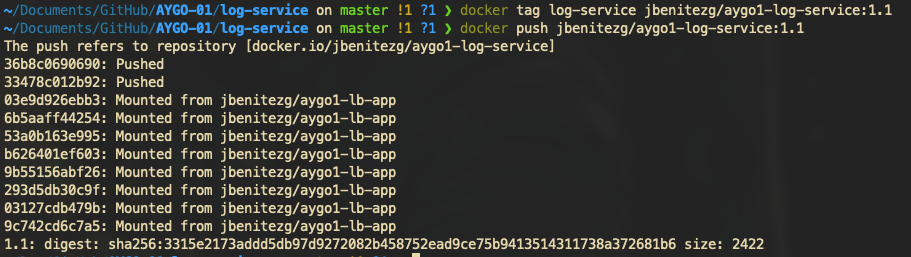 ~/Documents/GitHub/AYGO-01/log-service on master !1 ?1 ❯ docker tag log-service jbenitezg/aygo1-log-service:1.1
~/Documents/GitHub/AYGO-01/log-service on master !1 ?1 ❯ docker push jbenitezg/aygo1-log-service:1.1
The push refers to repository [docker.io/jbenitezg/aygo1-log-service]
36b8c0690690: Pushed
33478c012b92: Pushed
03e9d926ebb3: Mounted from jbenitezg/aygo1-lb-app
6b5aaff44254: Mounted from jbenitezg/aygo1-lb-app
53a0b163e995: Mounted from jbenitezg/aygo1-lb-app
b626401ef603: Mounted from jbenitezg/aygo1-lb-app
9b55156abf26: Mounted from jbenitezg/aygo1-lb-app
293d5db30c9f: Mounted from jbenitezg/aygo1-lb-app
03127cdb479b: Mounted from jbenitezg/aygo1-lb-app
9c742cd6c7a5: Mounted from jbenitezg/aygo1-lb-app
1.1: digest: sha256:3315e2173addd5db97d9272082b458752ead9ce75b9413514311738a372681b6 size: 2422